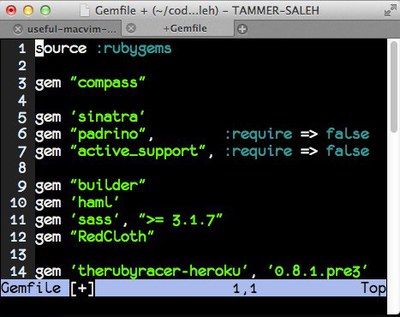 Gemfile + (~/cod...leh) – TAMMER-SALEH
useful-macvim-... +Gemfile
1 source :rubygems
2
3 gem "compass"
4
5 gem 'sinatra'
6 gem "padrino", :require => false
7 gem "active_support", :require => false
8
9 gem "builder"
10 gem 'haml'
11 gem 'sass', ">= 3.1.7"
12 gem "RedCloth"
13
14 gem 'therubyracer-heroku', '0.8.1.pre3'
Gemfile [+] 1,1 Top